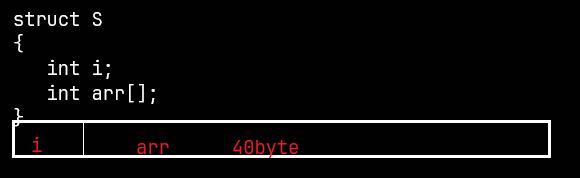 struct S
{
int i;
int arr[];
}
i arr 40byte